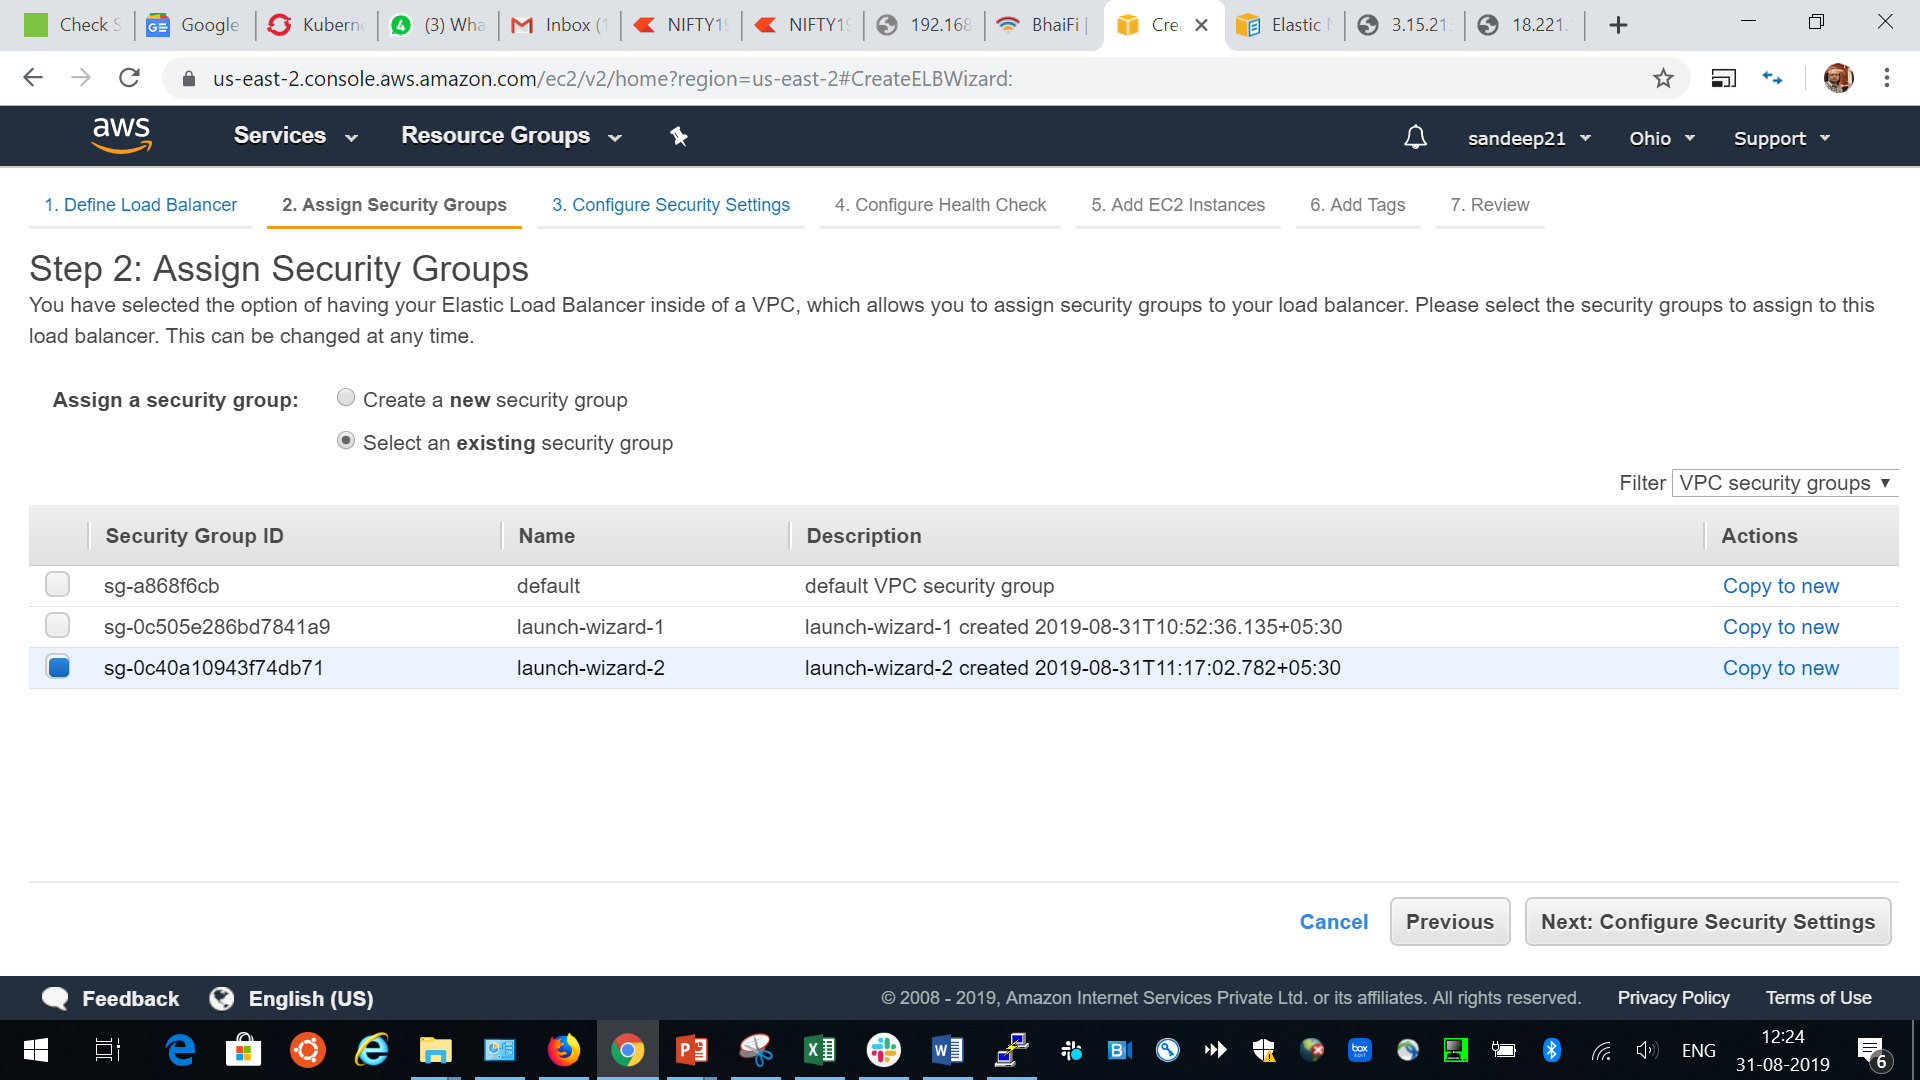 Check S
Google
Kuberne
(3) Wha
Inbox (1
NIFTY19
NIFTY19
192.168
BhaiFi |
Crea
Elastic N
3.15.21
18.221.
us-east-2.console.aws.amazon.com/ec2/v2/home?region=us-east-2#CreateELBWizard:
aws
Services
Resource Groups
sandeep21
Ohio
Support
1. Define Load Balancer
2. Assign Security Groups
3. Configure Security Settings
4. Configure Health Check
5. Add EC2 Instances
6. Add Tags
7. Review
Step 2: Assign Security Groups
You have selected the option of having your Elastic Load Balancer inside of a VPC, which allows you to assign security groups to your load balancer. Please select the security groups to assign to this
load balancer. This can be changed at any time.
Assign a security group:
Create a new security group
Select an existing security group
Filter VPC security groups
Security Group ID Name Description Actions
sg-a868f6cb default default VPC security group Copy to new
sg-0c505e286bd7841a9 launch-wizard-1 launch-wizard-1 created 2019-08-31T10:52:36.135+05:30 Copy to new
sg-0c40a10943f74db71 launch-wizard-2 launch-wizard-2 created 2019-08-31T11:17:02.782+05:30 Copy to new
Cancel
Previous
Next: Configure Security Settings
Feedback
English (US)
© 2008 - 2019, Amazon Internet Services Private Ltd. or its affiliates. All rights reserved.
Privacy Policy
Terms of Use
ENG
12:24
31-08-2019
6